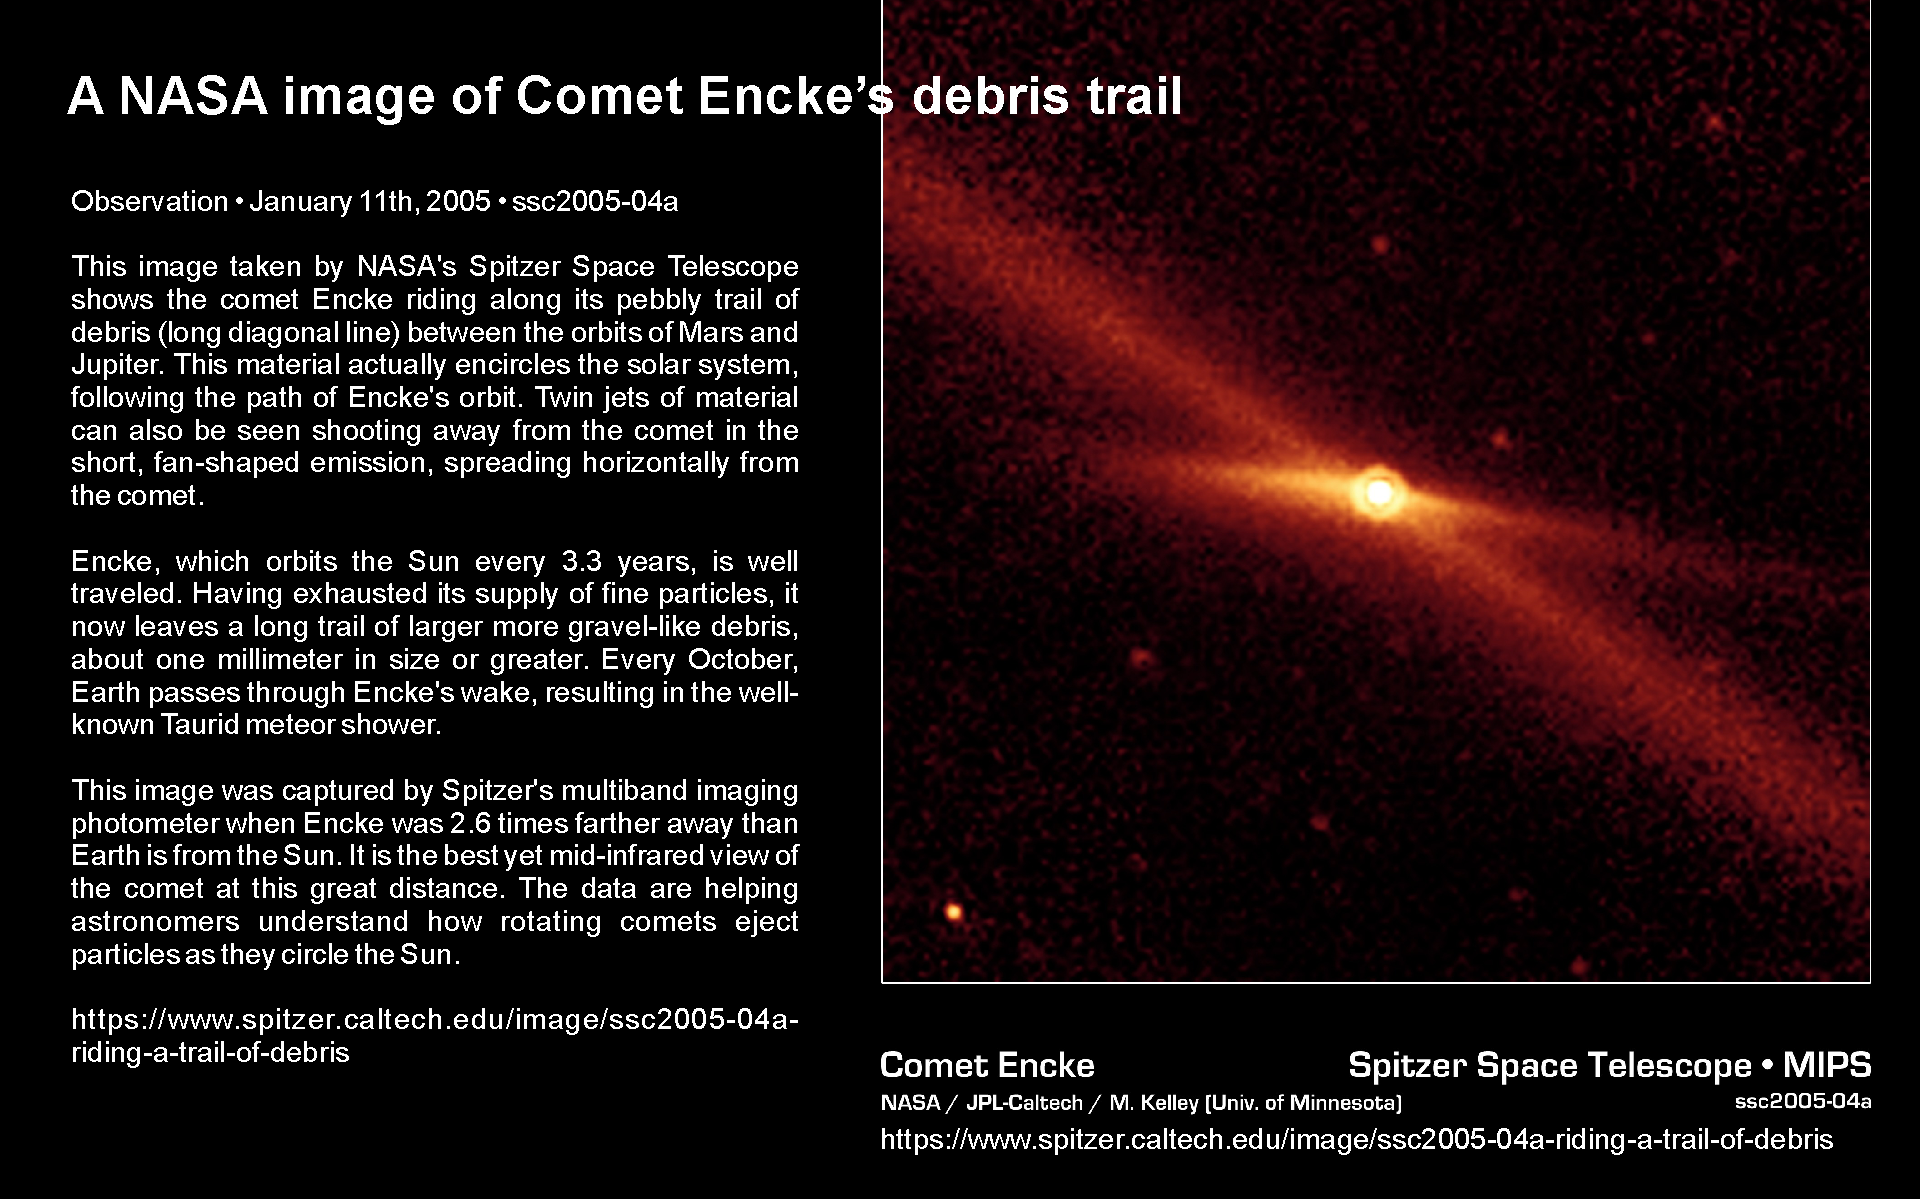 A NASA image of Comet Encke’s debris trail
Observation • January 11th, 2005 • ssc2005-04a
This image taken by NASA's Spitzer Space Telescope
shows the comet Encke riding along its pebbly trail of
debris (long diagonal line) between the orbits of Mars and
Jupiter. This material actually encircles the solar system,
following the path of Encke's orbit. Twin jets of material
can also be seen shooting away from the comet in the
short, fan-shaped emission, spreading horizontally from
the comet.
Encke, which orbits the Sun every 3.3 years, is well
traveled. Having exhausted its supply of fine particles, it
now leaves a long trail of larger more gravel-like debris,
about one millimeter in size or greater. Every October,
Earth passes through Encke's wake, resulting in the well-
known Taurid meteor shower.
This image was captured by Spitzer's multiband imaging
photometer when Encke was 2.6 times farther away than
Earth is from the Sun. It is the best yet mid-infrared view of
the comet at this great distance. The data are helping
astronomers understand how rotating comets eject
particles as they circle the Sun.
https://www.spitzer.caltech.edu/image/ssc2005-04a-
riding-a-trail-of-debris
Comet Encke
Spitzer Space Telescope • MIPS
NASA / JPL-Caltech / M. Kelley (Univ. of Minnesota)
ssc2005-04a
https://www.spitzer.caltech.edu/image/ssc2005-04a-riding-a-trail-of-debris